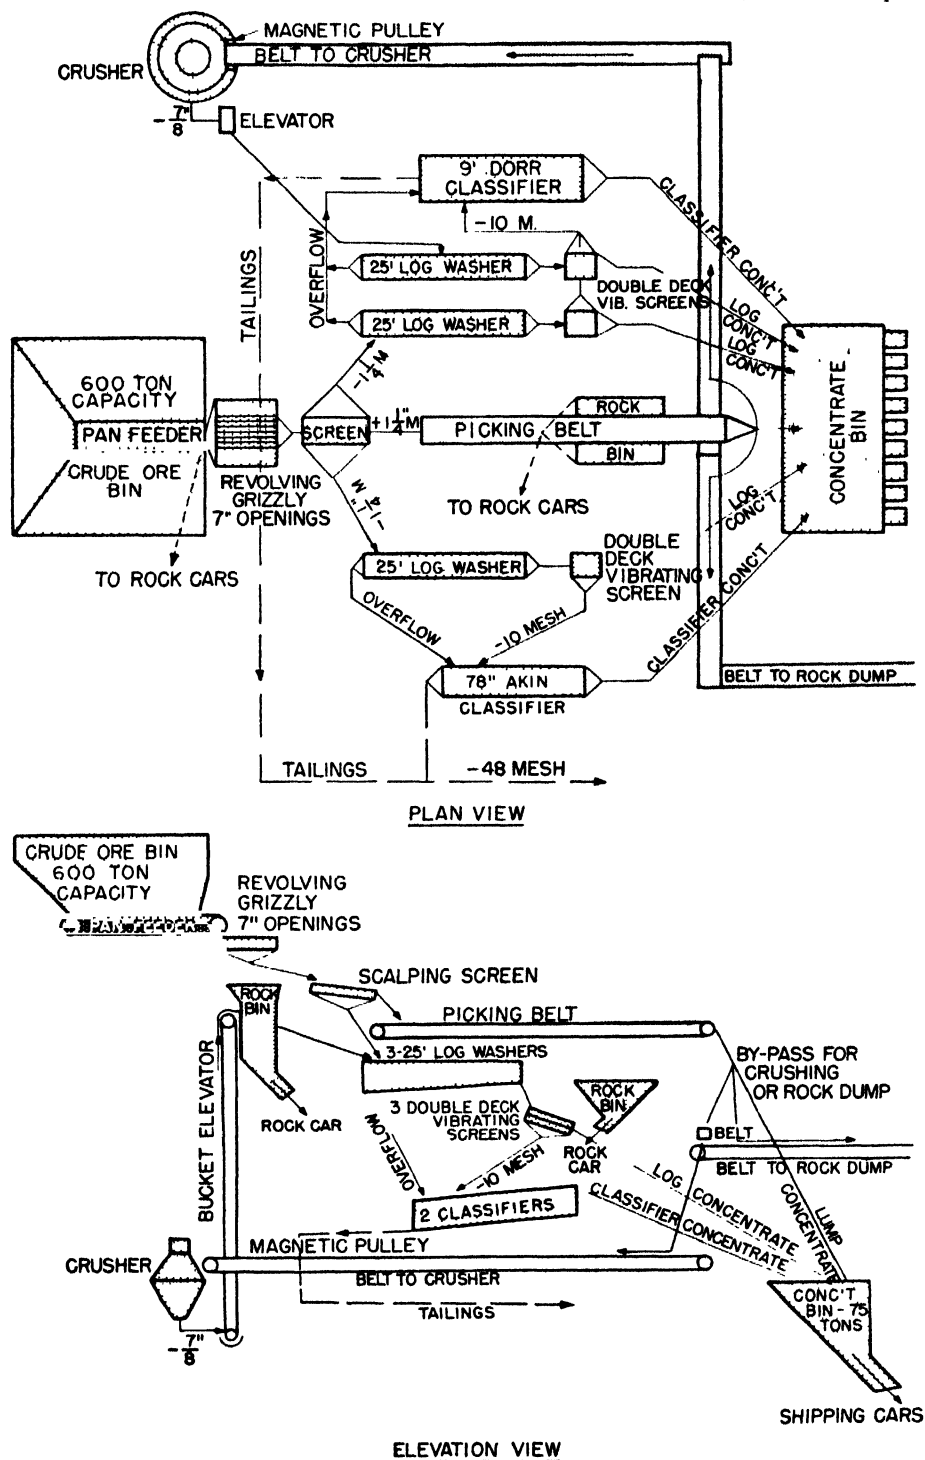 MAGNETIC PULLEY
BELT TO CRUSHER
CRUSHER
- 7"/8
ELEVATOR
9' DORR
CLASSIFIER
-10 M.
CLASSIFIER CONC'T
TAILINGS
OVERFLOW
25' LOG WASHER
DOUBLE DECK
VIB. SCREENS
LOG
CONC'T
25' LOG WASHER
LOG
CONC'T
-1 1/4 M
600 TON
CAPACITY
PAN FEEDER
CRUDE ORE
BIN
SCREEN
+1 1/4" M
PICKING BELT
ROCK
BIN
CONCENTRATE
BIN
REVOLVING
GRIZZLY
7" OPENINGS
-1 1/4" M
TO ROCK CARS
LOG
CONC'T
TO ROCK CARS
25' LOG WASHER
DOUBLE
DECK
VIBRATING
SCREEN
OVERFLOW
-10 MESH
CLASSIFIER CONC'T
78" AKIN
CLASSIFIER
BELT TO ROCK DUMP
TAILINGS
-48 MESH
PLAN VIEW
CRUDE ORE BIN
600 TON
CAPACITY
PAN FEEDER
REVOLVING
GRIZZLY
7" OPENINGS
SCALPING SCREEN
ROCK
BIN
PICKING BELT
3-25' LOG WASHERS
BY-PASS FOR
CRUSHING
OR ROCK DUMP
BUCKET ELEVATOR
ROCK CAR
3 DOUBLE DECK
VIBRATING
SCREENS
ROCK
BIN
OVERFLOW
-10 MESH
ROCK
CAR
BELT
BELT TO ROCK DUMP
2 CLASSIFIERS
LOG CONCENTRATE
CLASSIFIER CONCENTRATE
LUMP
CONCENTRATE
MAGNETIC PULLEY
CRUSHER
BELT TO CRUSHER
TAILINGS
- 7"/8
CONC'T
BIN-75
TONS
SHIPPING CARS
ELEVATION VIEW